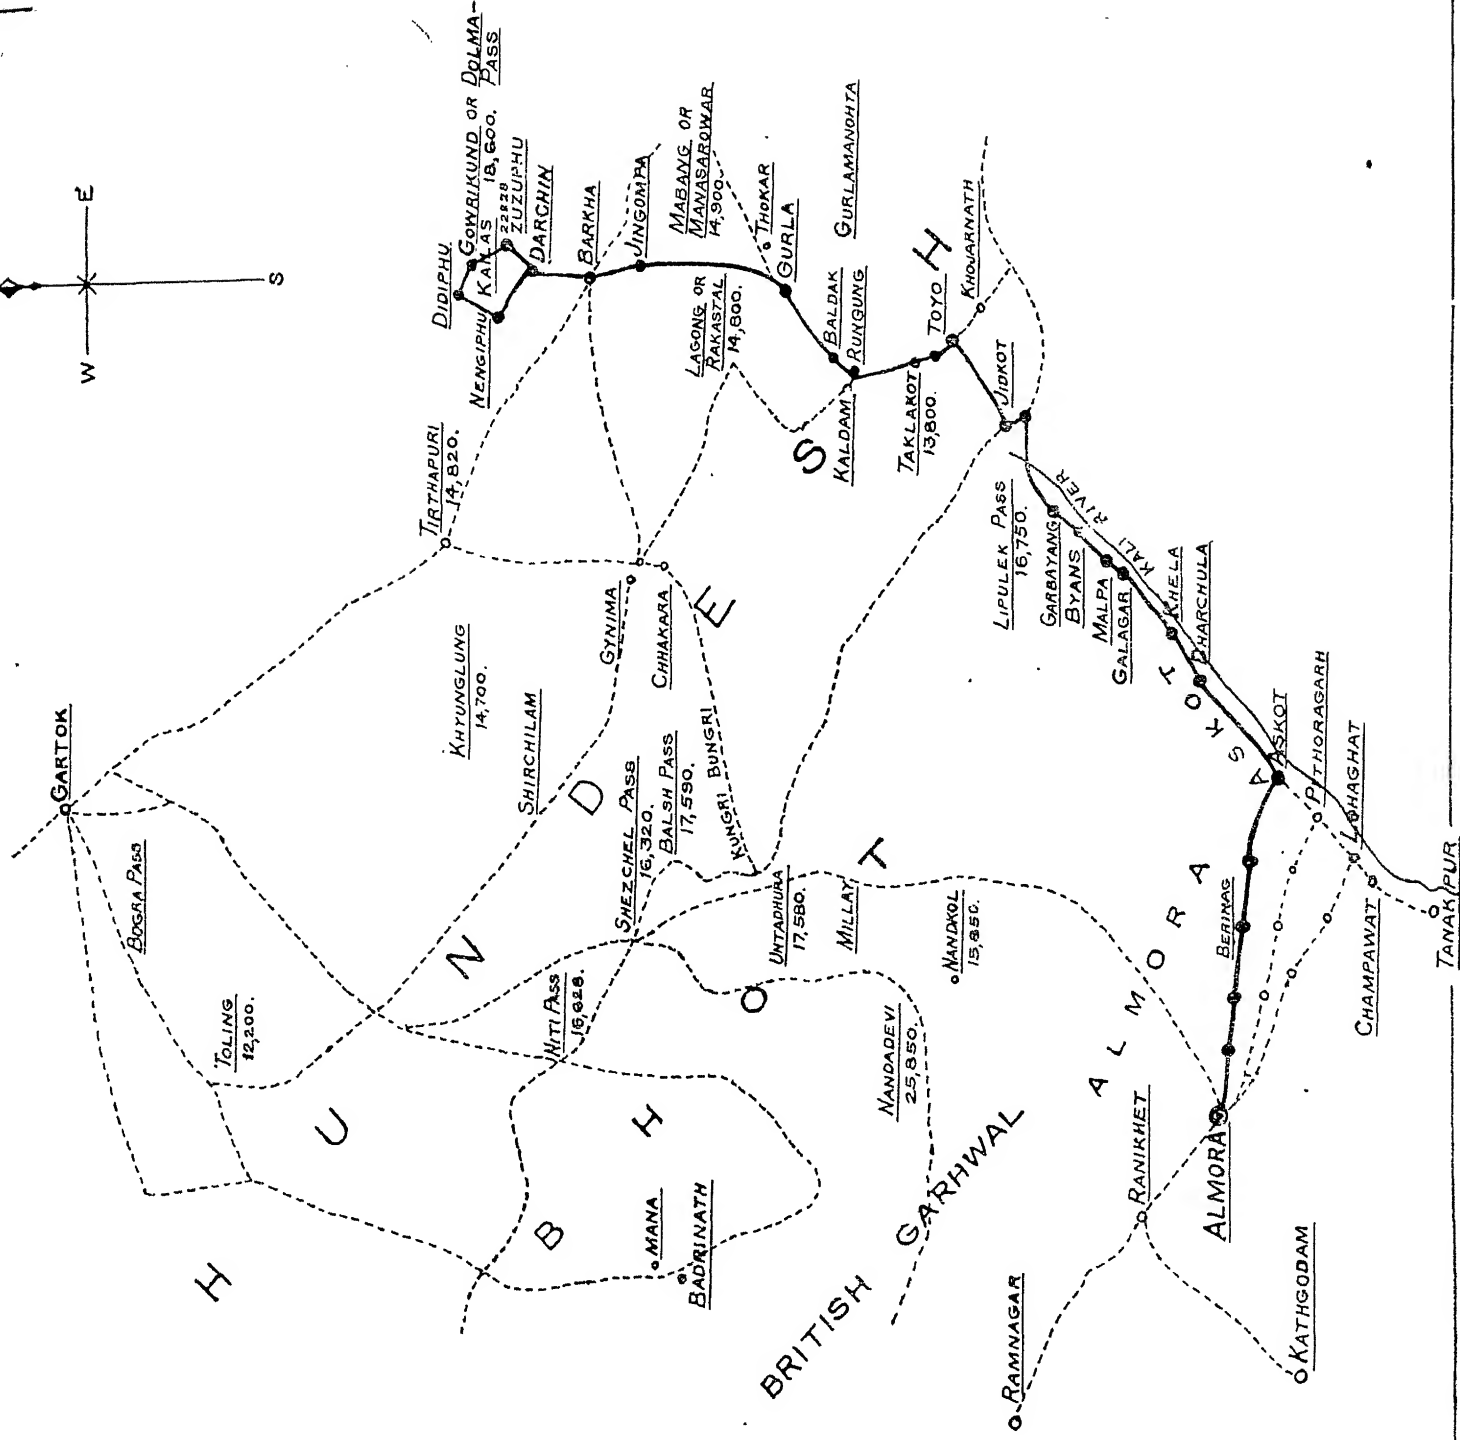 W
E
S
GOWRIKUND OR DOLMA-
PASS
KAILAS 18,600.
22828
ZUZUPHU
DARCHIN
DIDIPHU
NENGIPHU
BARKHA
JINGOMPA
MABANG OR
MANASAROWAR
14,900.
THOKAR
GURLA
GURLAMANDHTA
LAGONG OR
RAKASTAL
14,800.
BALDAK
RUNGUNG
KALDAM
TAKLAKOT
13,800.
TOYO
KHOJARNATH
JIDKOT
TIRTHAPURI
14,820.
LIPULEK PASS
16,750.
GARBAYANG
BYANS
MALPA
GALAGAR
KALI RIVER
KHELA
DHARCHULA
ASKOT
ASKOT
PITHORAGARH
LOHAGHAT
CHAMPAWAT
TANAKPUR
GARTOK
KHYUNGLUNG
14,700.
GYNIMA
CHHAKARA
SHIRCHILAM
SHEZCHEL PASS
16,320.
BALSH PASS
17,590.
KUNGRI BUNGRI
BOGRA PASS
TOLING
12,200.
NITI PASS
16,628.
UNTADHURA
17,580.
MILLAY
NANDKOL
15,850.
NANDADEVI
25,850.
BERINAG
ALMORA
ALMORA
RANIKHET
RAMNAGAR
KATHGODAM
MANA
BADRINATH
BRITISH GARHWAL
HUNDES
BHOT
H